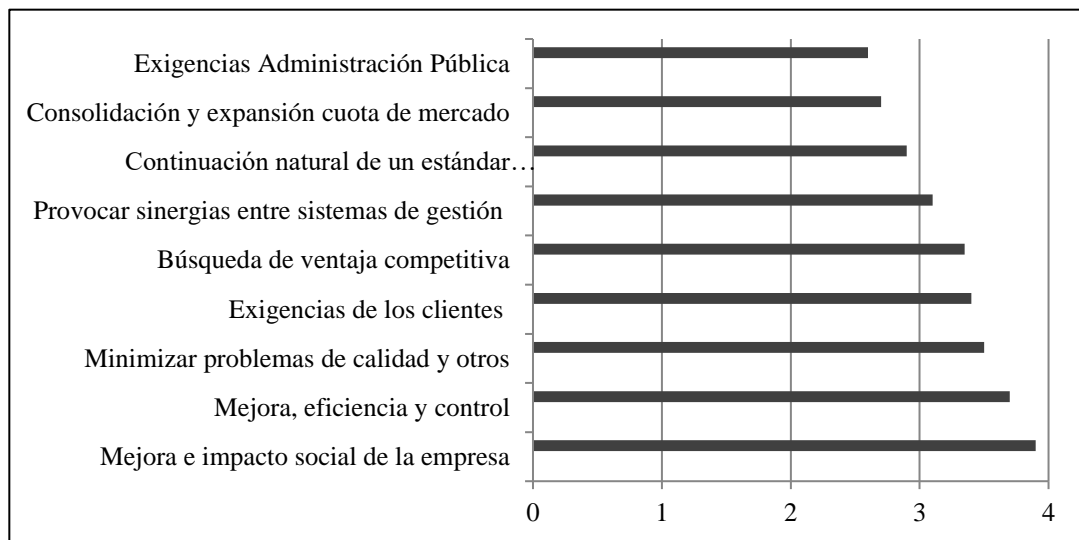 Exigencias Administración Pública
Consolidación y expansión cuota de mercado
Continuación natural de un estándar…
Provocar sinergias entre sistemas de gestión
Búsqueda de ventaja competitiva
Exigencias de los clientes
Minimizar problemas de calidad y otros
Mejora, eficiencia y control
Mejora e impacto social de la empresa
0 1 2 3 4